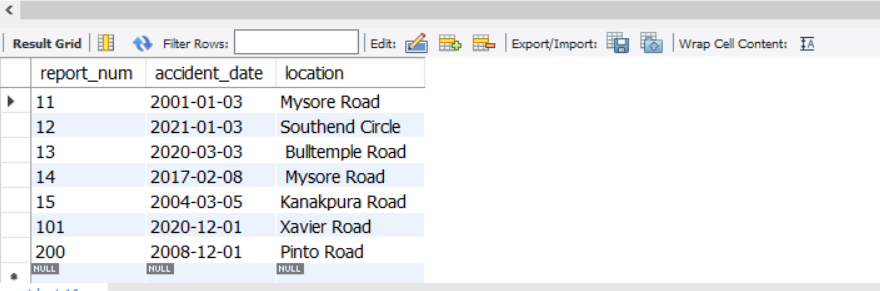 Result Grid Filter Rows: Edit: Export/Import: Wrap Cell Content: IA
report_num accident_date location
11 2001-01-03 Mysore Road
12 2021-01-03 Southend Circle
13 2020-03-03 Bulltemple Road
14 2017-02-08 Mysore Road
15 2004-03-05 Kanakpura Road
101 2020-12-01 Xavier Road
200 2008-12-01 Pinto Road
NULL NULL NULL